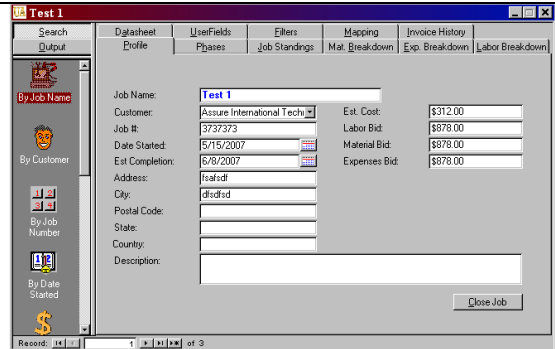 Test 1
Search
Output
By Job Name
By Customer
1 2
3 4
By Job
Number
12
By Date
Started
Datasheet UserFields Filters Mapping Invoice History
Profile Phases Job Standings Mat. Breakdown Exp. Breakdown Labor Breakdown
Job Name: Test 1
Customer: Assure International Techn Est. Cost: $312.00
Job #: 3737373 Labor Bid: $878.00
Date Started: 5/15/2007 Material Bid: $878.00
Est Completion: 6/8/2007 Expenses Bid: $878.00
Address: fsafsdf
City: dfsdfsd
Postal Code:
State:
Country:
Description:
Close Job
Record: 1 of 3